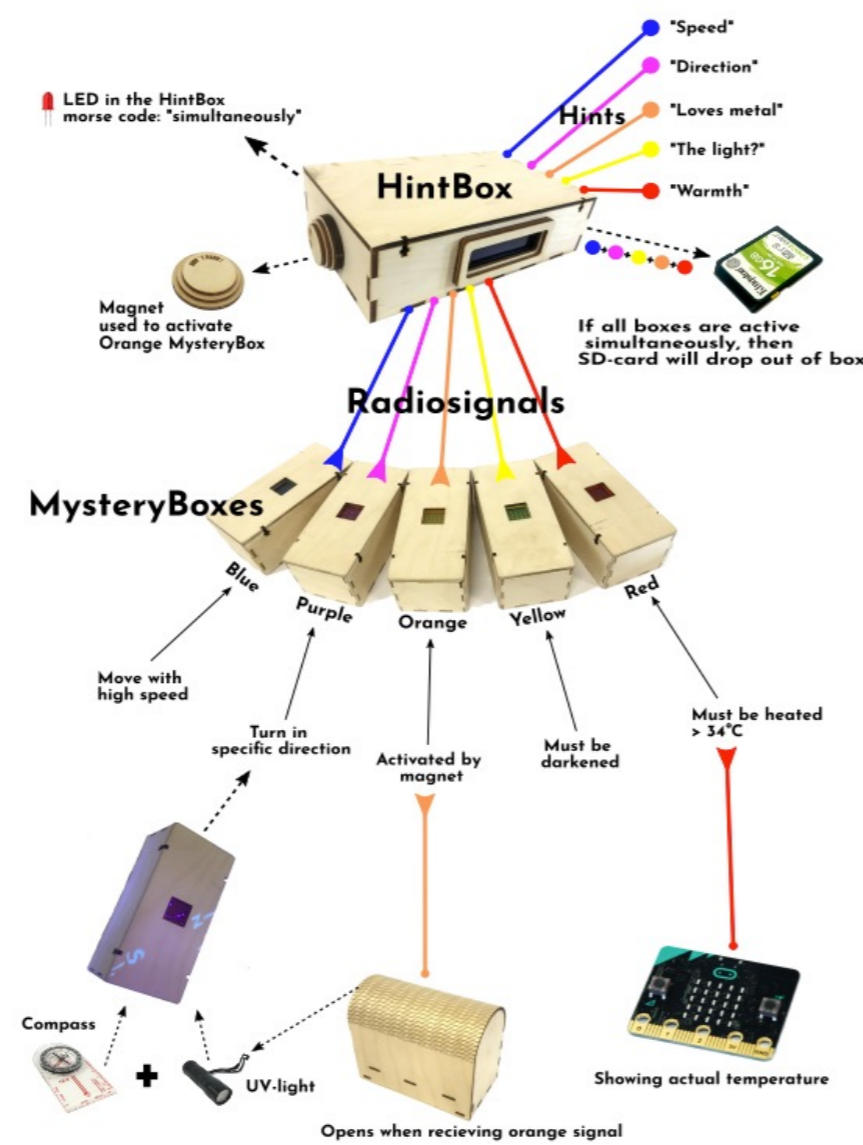 "Speed"
"Direction"
Hints
"Loves metal"
"The light?"
"Warmth"
LED in the HintBox
morse code: "simultaneously"
HintBox
Magnet
used to activate
Orange MysteryBox
Kingston
16GB
If all boxes are active
simultaneously, then
SD-card will drop out of box
Radiosignals
MysteryBoxes
Blue
Purple
Orange
Yellow
Red
Move with
high speed
Turn in
specific direction
Activated by
magnet
Must be
darkened
Must be heated
> 34°C
Compass
+
UV-light
Showing actual temperature
Opens when recieving orange signal